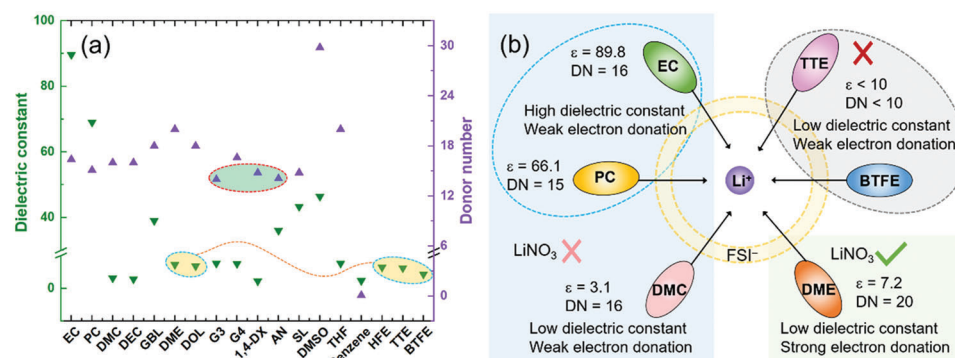 (a)
Dielectric constant
100
80
60
40
0
Donor number
30
24
18
12
6
0
EC
PC
DMC
DEC
GBL
DME
DOL
G3
G4
1,4-DX
AN
SL
DMSO
THF
enzene
HFE
TTE
BTFE
(b)
ε = 89.8
DN = 16
EC
High dielectric constant
Weak electron donation
TTE
ε < 10
DN < 10
Low dielectric constant
Weak electron donation
ε = 66.1
DN = 15
PC
Li⁺
BTFE
FSI⁻
LiNO₃
ε = 3.1
DN = 16
DMC
Low dielectric constant
Weak electron donation
LiNO₃
ε = 7.2
DN = 20
DME
Low dielectric constant
Strong electron donation